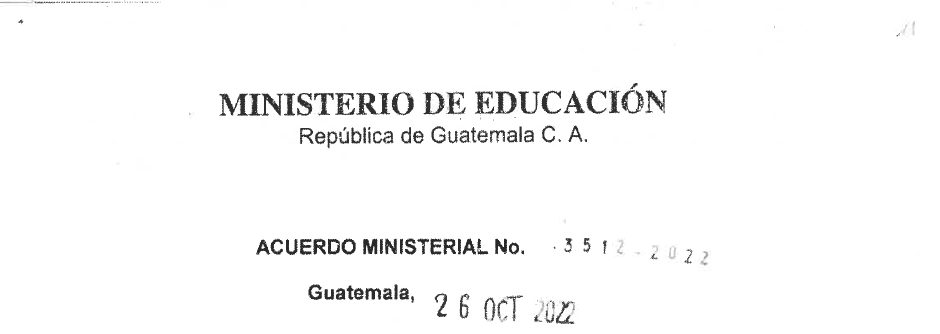 MINISTERIO DE EDUCACIÓN
República de Guatemala C. A.
ACUERDO MINISTERIAL No. 3512-2022
Guatemala, 26 OCT 2022